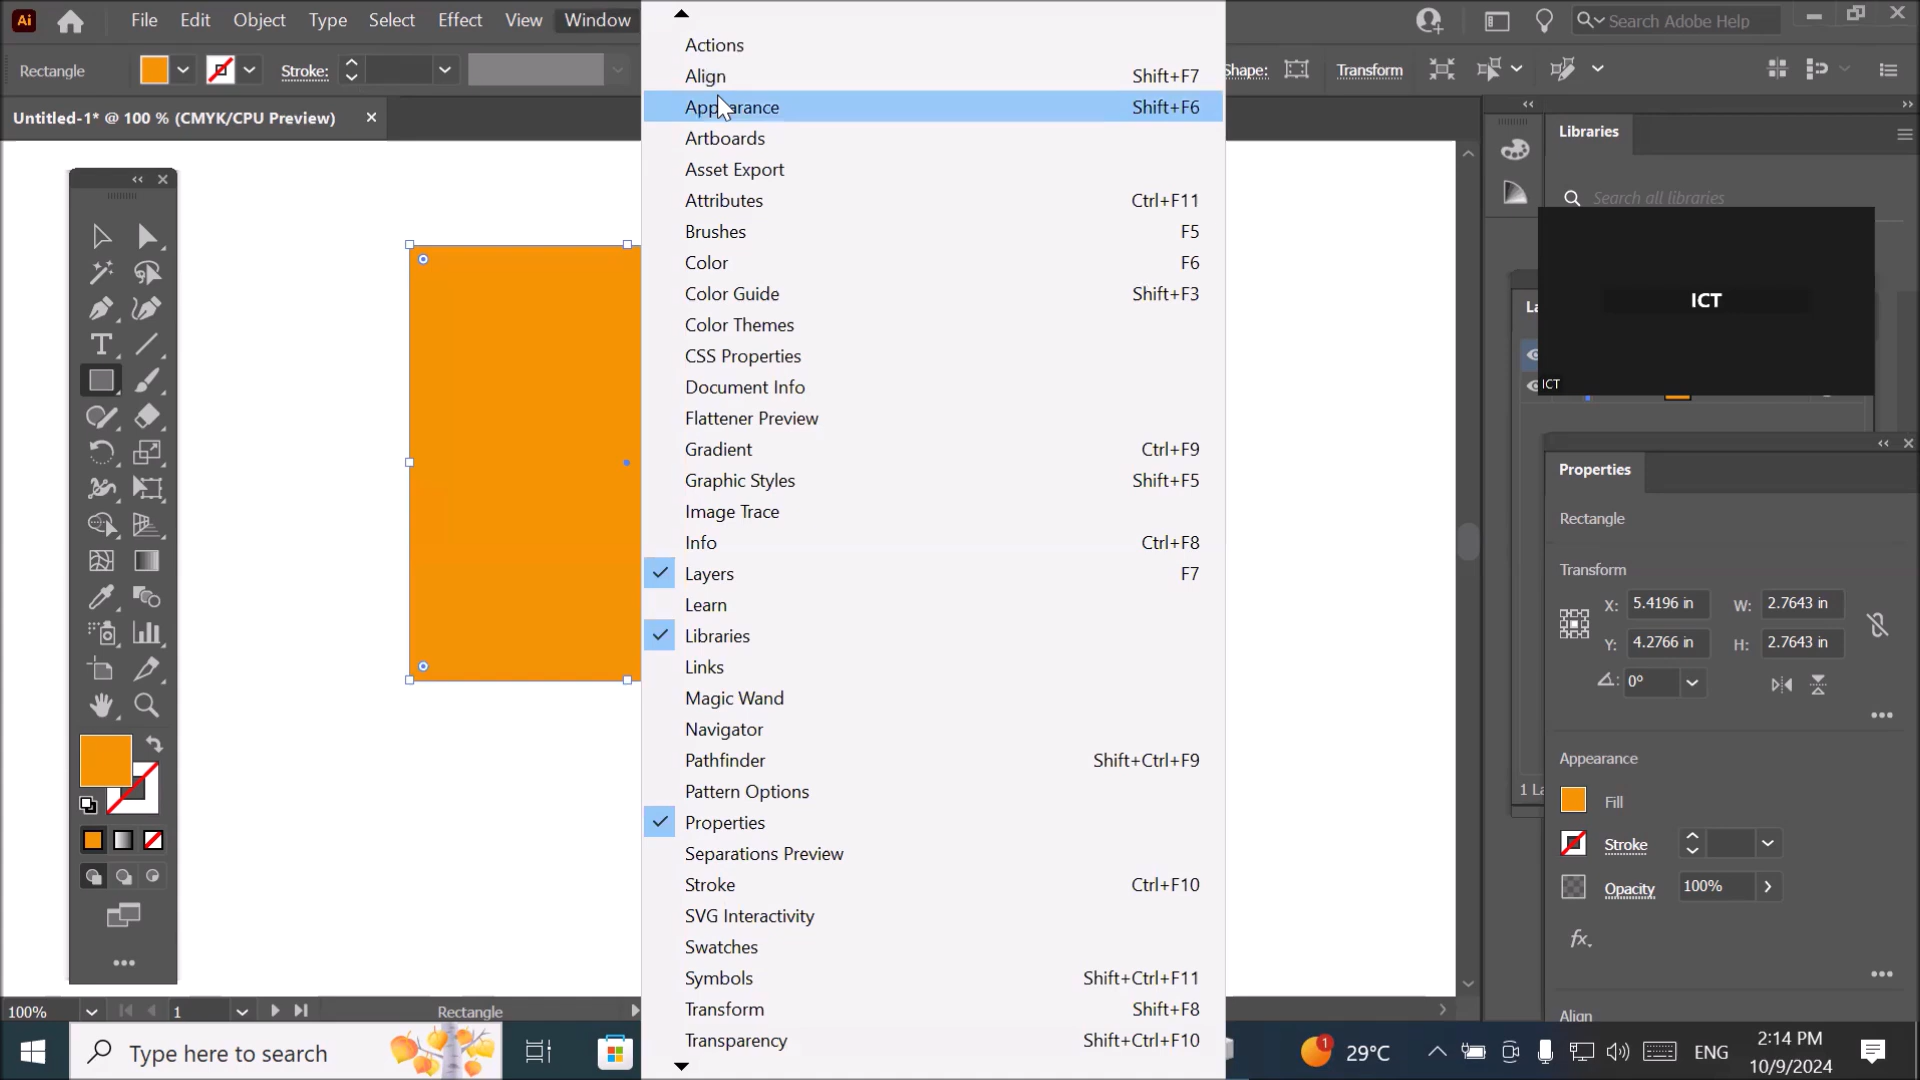 Ai
File Edit Object Type Select Effect View Window
Search Adobe Help
Rectangle Stroke: Shape: Transform
Untitled-1* @ 100 % (CMYK/CPU Preview)
Actions
Align Shift+F7
Appearance Shift+F6
Artboards
Asset Export
Attributes Ctrl+F11
Brushes F5
Color F6
Color Guide Shift+F3
Color Themes
CSS Properties
Document Info
Flattener Preview
Gradient Ctrl+F9
Graphic Styles Shift+F5
Image Trace
Info Ctrl+F8
Layers F7
Learn
Libraries
Links
Magic Wand
Navigator
Pathfinder Shift+Ctrl+F9
Pattern Options
Properties
Separations Preview
Stroke Ctrl+F10
SVG Interactivity
Swatches
Symbols Shift+Ctrl+F11
Transform Shift+F8
Transparency Shift+Ctrl+F10
Libraries
Search all libraries
La
ICT
ICT
1 La
Properties
Rectangle
Transform
X: 5.4196 in W: 2.7643 in
Y: 4.2766 in H: 2.7643 in
0°
Appearance
Fill
Stroke
Opacity 100%
fx.
Align
100% 1 Rectangle
Type here to search
1 29°C ENG
2:14 PM
10/9/2024